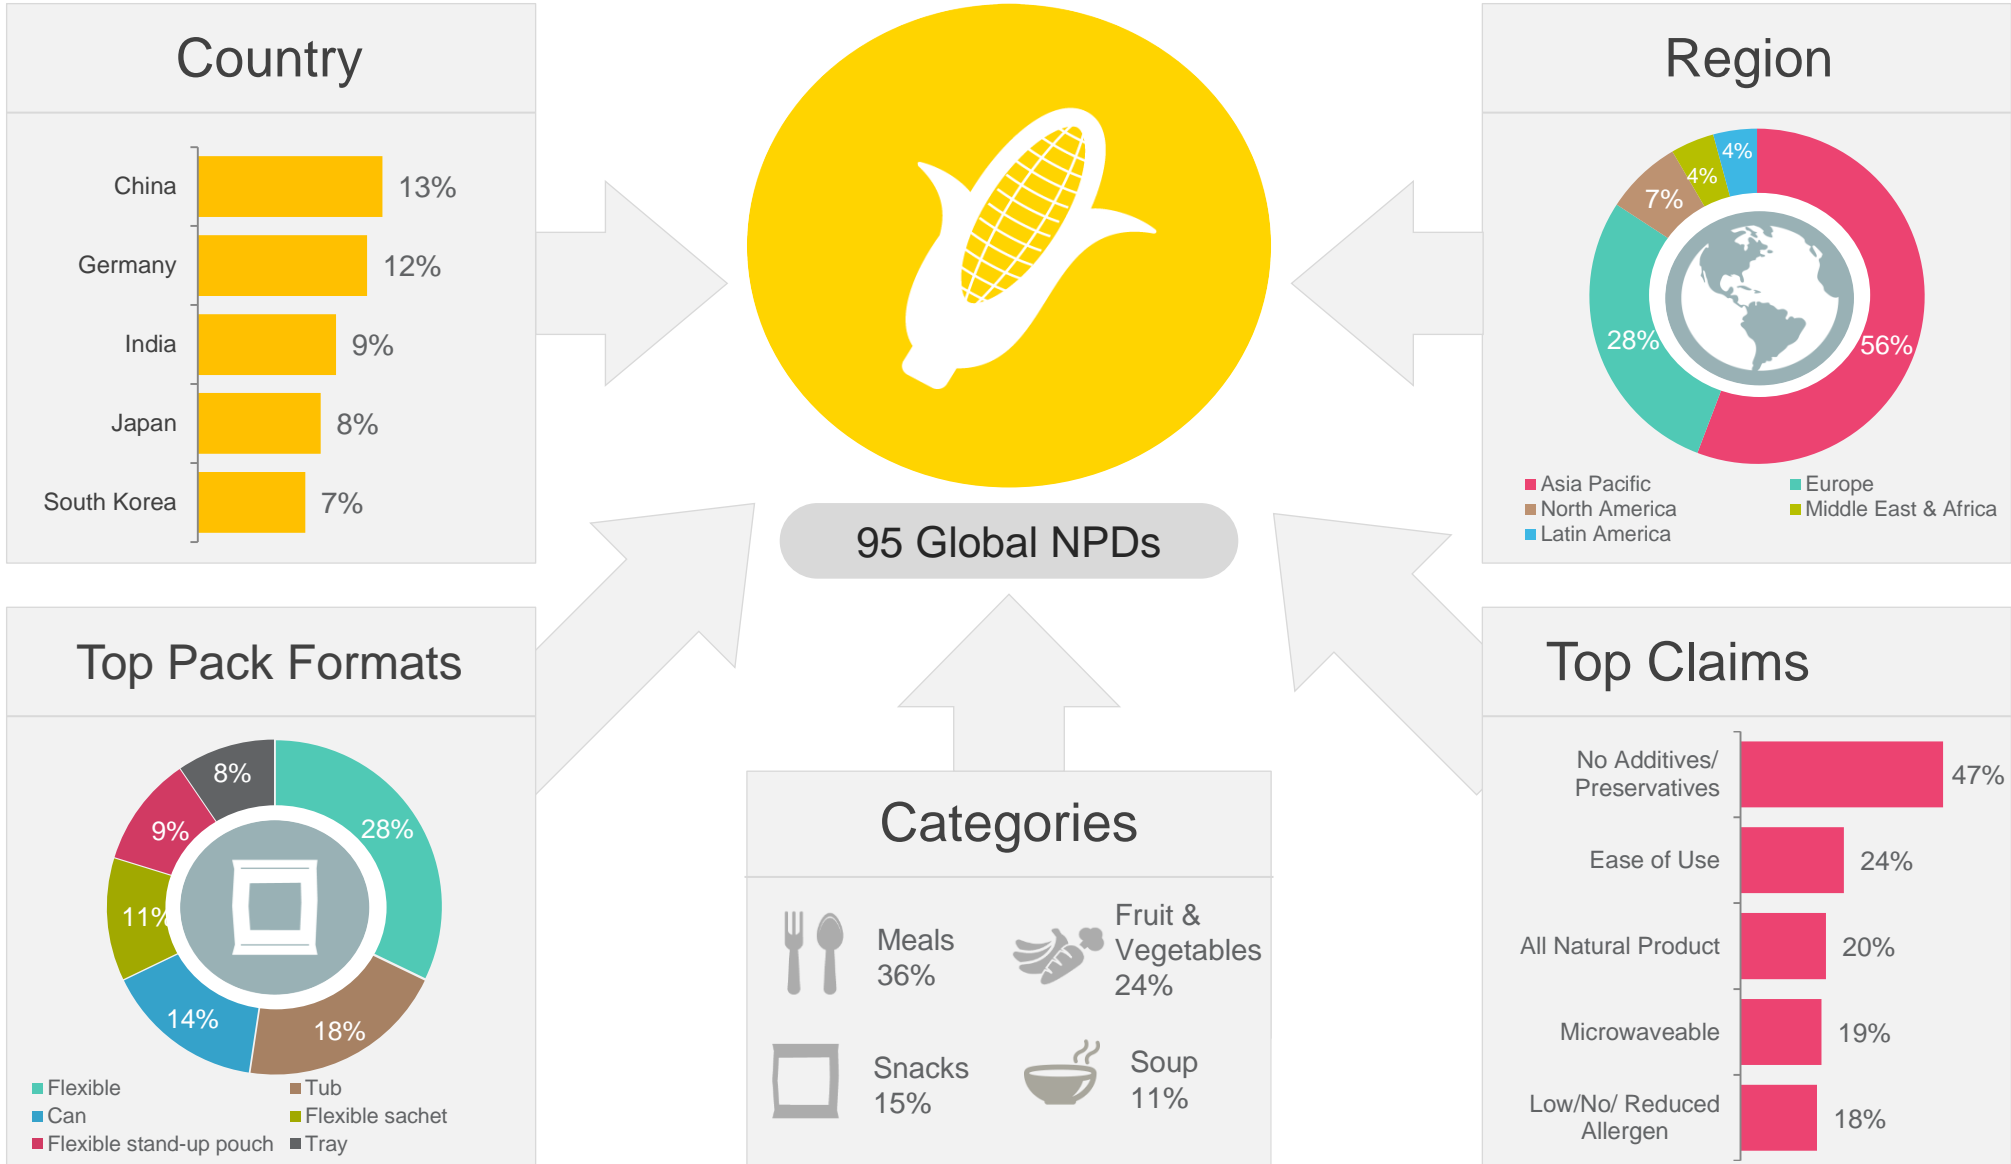 Country
China
13%
Germany
12%
India
9%
Japan
8%
South Korea
7%
95 Global NPDs
Region
4%
4%
7%
28%
56%
Asia Pacific
Europe
North America
Middle East & Africa
Latin America
Top Pack Formats
8%
28%
9%
11%
14%
18%
Flexible
Tub
Can
Flexible sachet
Flexible stand-up pouch
Tray
Categories
Meals
36%
Fruit &
Vegetables
24%
Snacks
15%
Soup
11%
Top Claims
No Additives/
Preservatives
47%
Ease of Use
24%
All Natural Product
20%
Microwaveable
19%
Low/No/ Reduced
Allergen
18%